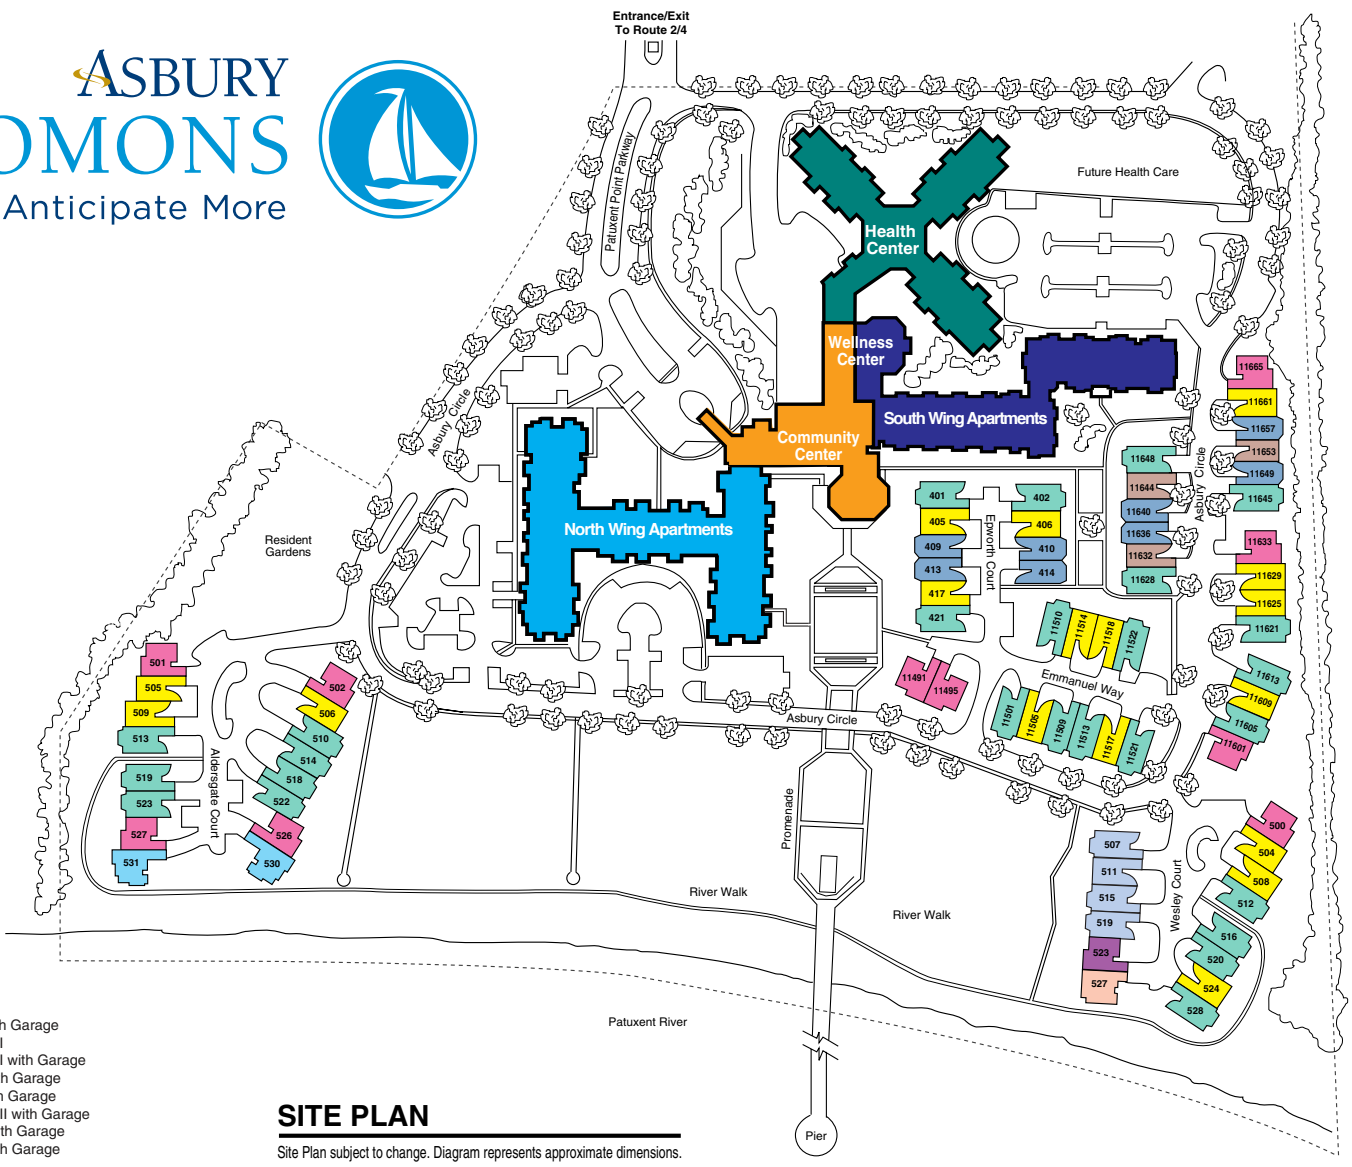 Entrance/Exit
To Route 2/4
ASBURY
OMONS
Anticipate More
Patuxent Point Parkway
Future Health Care
Health
Center
Wellness
Center
South Wing Apartments
Community
Center
North Wing Apartments
Asbury Circle
Asbury Circle
Resident
Gardens
11665
11661
11657
11653
11649
11645
11648
11644
11640
11636
11632
11628
11633
11629
11625
11621
401
405
409
413
417
421
Epworth Court
402
406
410
414
11510
11514
11518
11522
Emmanuel Way
11491
11495
11501
11505
11509
11513
11517
11521
11613
11609
11605
11601
Asbury Circle
501
505
509
513
519
523
527
531
Aldersgate Court
502
506
510
514
518
522
526
530
Promenade
River Walk
River Walk
507
511
515
519
523
527
Wesley Court
500
504
508
512
516
520
524
528
Patuxent River
Pier
h Garage
I
I with Garage
th Garage
n Garage
II with Garage
th Garage
h Garage
SITE PLAN
Site Plan subject to change. Diagram represents approximate dimensions.